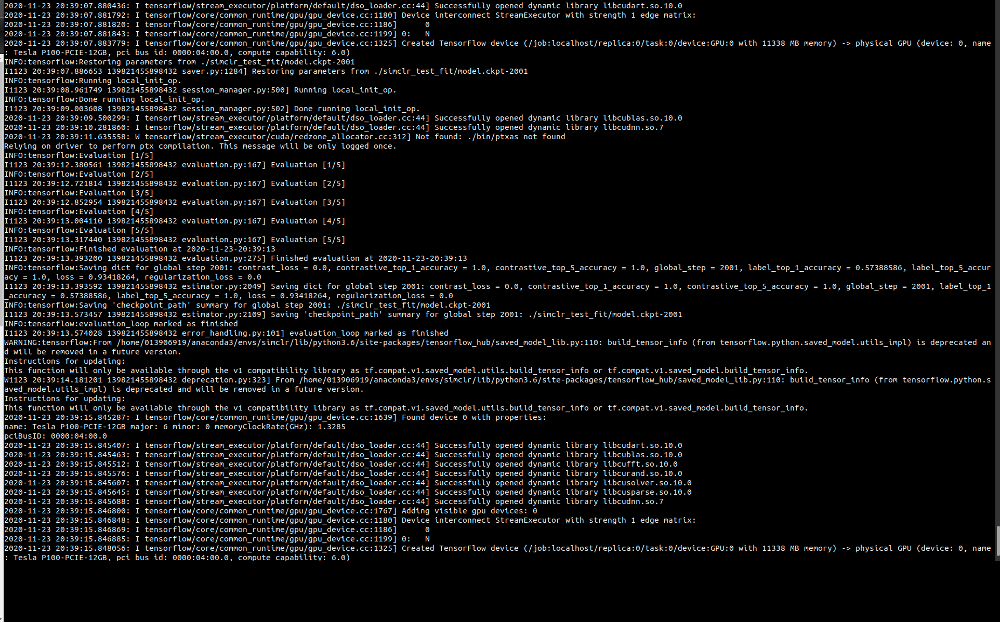 2020-11-23 20:39:07.880436: I tensorflow/stream_executor/platform/default/dso_loader.cc:44] Successfully opened dynamic library libcudart.so.10.0
2020-11-23 20:39:07.881792: I tensorflow/core/common_runtime/gpu/gpu_device.cc:1180] Device interconnect StreamExecutor with strength 1 edge matrix:
2020-11-23 20:39:07.881820: I tensorflow/core/common_runtime/gpu/gpu_device.cc:1186]      0
2020-11-23 20:39:07.881843: I tensorflow/core/common_runtime/gpu/gpu_device.cc:1199] 0:   N
2020-11-23 20:39:07.883779: I tensorflow/core/common_runtime/gpu/gpu_device.cc:1325] Created TensorFlow device (/job:localhost/replica:0/task:0/device:GPU:0 with 11338 MB memory) -> physical GPU (device: 0, name
: Tesla P100-PCIE-12GB, pci bus id: 0000:04:00.0, compute capability: 6.0)
INFO:tensorflow:Restoring parameters from ./simclr_test_fit/model.ckpt-2001
I1123 20:39:07.886653 139821455898432 saver.py:1284] Restoring parameters from ./simclr_test_fit/model.ckpt-2001
INFO:tensorflow:Running local_init_op.
I1123 20:39:08.961749 139821455898432 session_manager.py:500] Running local_init_op.
INFO:tensorflow:Done running local_init_op.
I1123 20:39:09.003608 139821455898432 session_manager.py:502] Done running local_init_op.
2020-11-23 20:39:09.500299: I tensorflow/stream_executor/platform/default/dso_loader.cc:44] Successfully opened dynamic library libcublas.so.10.0
2020-11-23 20:39:10.281860: I tensorflow/stream_executor/platform/default/dso_loader.cc:44] Successfully opened dynamic library libcudnn.so.7
2020-11-23 20:39:11.635558: W tensorflow/stream_executor/cuda/redzone_allocator.cc:312] Not found: ./bin/ptxas not found
Relying on driver to perform ptx compilation. This message will be only logged once.
INFO:tensorflow:Evaluation [1/5]
I1123 20:39:12.380561 139821455898432 evaluation.py:167] Evaluation [1/5]
INFO:tensorflow:Evaluation [2/5]
I1123 20:39:12.721814 139821455898432 evaluation.py:167] Evaluation [2/5]
INFO:tensorflow:Evaluation [3/5]
I1123 20:39:12.852954 139821455898432 evaluation.py:167] Evaluation [3/5]
INFO:tensorflow:Evaluation [4/5]
I1123 20:39:13.004110 139821455898432 evaluation.py:167] Evaluation [4/5]
INFO:tensorflow:Evaluation [5/5]
I1123 20:39:13.317440 139821455898432 evaluation.py:167] Evaluation [5/5]
INFO:tensorflow:Finished evaluation at 2020-11-23-20:39:13
I1123 20:39:13.393200 139821455898432 evaluation.py:275] Finished evaluation at 2020-11-23-20:39:13
INFO:tensorflow:Saving dict for global step 2001: contrast_loss = 0.0, contrastive_top_1_accuracy = 1.0, contrastive_top_5_accuracy = 1.0, global_step = 2001, label_top_1_accuracy = 0.57388586, label_top_5_accur
acy = 1.0, loss = 0.93418264, regularization_loss = 0.0
I1123 20:39:13.393592 139821455898432 estimator.py:2049] Saving dict for global step 2001: contrast_loss = 0.0, contrastive_top_1_accuracy = 1.0, contrastive_top_5_accuracy = 1.0, global_step = 2001, label_top_1
_accuracy = 0.57388586, label_top_5_accuracy = 1.0, loss = 0.93418264, regularization_loss = 0.0
INFO:tensorflow:Saving 'checkpoint_path' summary for global step 2001: ./simclr_test_fit/model.ckpt-2001
I1123 20:39:13.573457 139821455898432 estimator.py:2109] Saving 'checkpoint_path' summary for global step 2001: ./simclr_test_fit/model.ckpt-2001
INFO:tensorflow:evaluation_loop marked as finished
I1123 20:39:13.574028 139821455898432 error_handling.py:101] evaluation_loop marked as finished
WARNING:tensorflow:From /home/013906919/anaconda3/envs/simclr/lib/python3.6/site-packages/tensorflow_hub/saved_model_lib.py:110: build_tensor_info (from tensorflow.python.saved_model.utils_impl) is deprecated an
d will be removed in a future version.
Instructions for updating:
This function will only be available through the v1 compatibility library as tf.compat.v1.saved_model.utils.build_tensor_info or tf.compat.v1.saved_model.build_tensor_info.
W1123 20:39:14.181201 139821455898432 deprecation.py:323] From /home/013906919/anaconda3/envs/simclr/lib/python3.6/site-packages/tensorflow_hub/saved_model_lib.py:110: build_tensor_info (from tensorflow.python.s
aved_model.utils_impl) is deprecated and will be removed in a future version.
Instructions for updating:
This function will only be available through the v1 compatibility library as tf.compat.v1.saved_model.utils.build_tensor_info or tf.compat.v1.saved_model.build_tensor_info.
2020-11-23 20:39:15.845287: I tensorflow/core/common_runtime/gpu/gpu_device.cc:1639] Found device 0 with properties:
name: Tesla P100-PCIE-12GB major: 6 minor: 0 memoryClockRate(GHz): 1.3285
pciBusID: 0000:04:00.0
2020-11-23 20:39:15.845407: I tensorflow/stream_executor/platform/default/dso_loader.cc:44] Successfully opened dynamic library libcudart.so.10.0
2020-11-23 20:39:15.845463: I tensorflow/stream_executor/platform/default/dso_loader.cc:44] Successfully opened dynamic library libcublas.so.10.0
2020-11-23 20:39:15.845512: I tensorflow/stream_executor/platform/default/dso_loader.cc:44] Successfully opened dynamic library libcufft.so.10.0
2020-11-23 20:39:15.845576: I tensorflow/stream_executor/platform/default/dso_loader.cc:44] Successfully opened dynamic library libcurand.so.10.0
2020-11-23 20:39:15.845607: I tensorflow/stream_executor/platform/default/dso_loader.cc:44] Successfully opened dynamic library libcusolver.so.10.0
2020-11-23 20:39:15.845645: I tensorflow/stream_executor/platform/default/dso_loader.cc:44] Successfully opened dynamic library libcusparse.so.10.0
2020-11-23 20:39:15.845688: I tensorflow/stream_executor/platform/default/dso_loader.cc:44] Successfully opened dynamic library libcudnn.so.7
2020-11-23 20:39:15.846800: I tensorflow/core/common_runtime/gpu/gpu_device.cc:1767] Adding visible gpu devices: 0
2020-11-23 20:39:15.846848: I tensorflow/core/common_runtime/gpu/gpu_device.cc:1180] Device interconnect StreamExecutor with strength 1 edge matrix:
2020-11-23 20:39:15.846869: I tensorflow/core/common_runtime/gpu/gpu_device.cc:1186]      0
2020-11-23 20:39:15.846885: I tensorflow/core/common_runtime/gpu/gpu_device.cc:1199] 0:   N
2020-11-23 20:39:15.848056: I tensorflow/core/common_runtime/gpu/gpu_device.cc:1325] Created TensorFlow device (/job:localhost/replica:0/task:0/device:GPU:0 with 11338 MB memory) -> physical GPU (device: 0, name
: Tesla P100-PCIE-12GB, pci bus id: 0000:04:00.0, compute capability: 6.0)